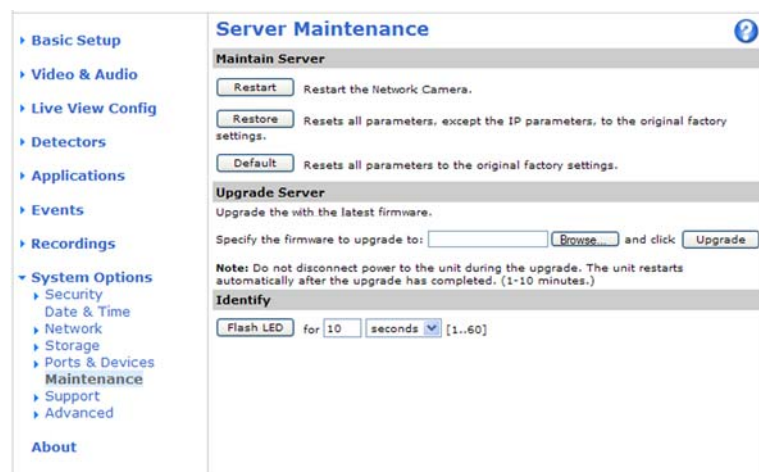 Basic Setup
Video & Audio
Live View Config
Detectors
Applications
Events
Recordings
System Options
Security
Date & Time
Network
Storage
Ports & Devices
Maintenance
Support
Advanced
About
Server Maintenance
?
Maintain Server
Restart Restart the Network Camera.
Restore Resets all parameters, except the IP parameters, to the original factory
settings.
Default Resets all parameters to the original factory settings.
Upgrade Server
Upgrade the with the latest firmware.
Specify the firmware to upgrade to: Browse... and click Upgrade
Note: Do not disconnect power to the unit during the upgrade. The unit restarts
automatically after the upgrade has completed. (1-10 minutes.)
Identify
Flash LED for 10 seconds [1..60]